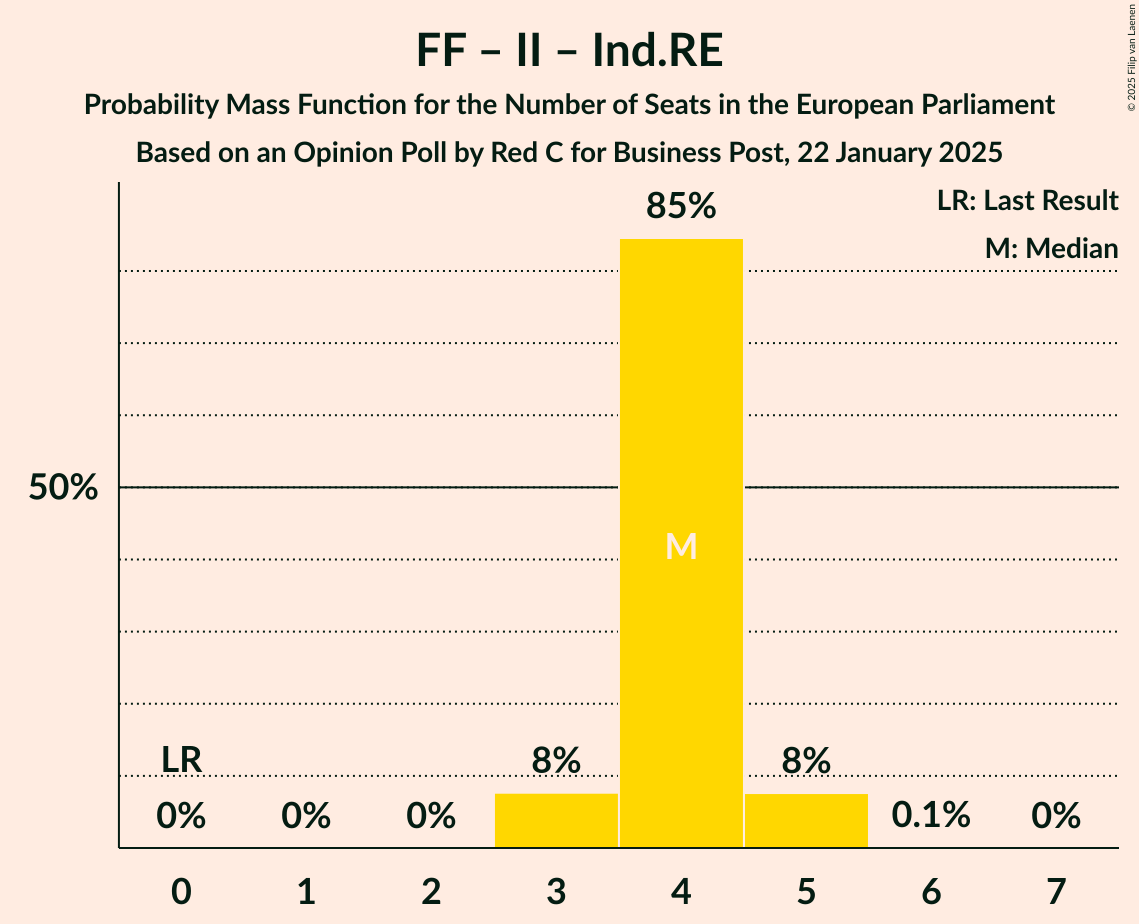 FF – II – Ind.RE
Probability Mass Function for the Number of Seats in the European Parliament
Based on an Opinion Poll by Red C for Business Post, 22 January 2025
© 2025 Filip van Laenen
LR: Last Result
M: Median
85%
50%
M
LR
8%
8%
0%
0%
0%
0.1%
0%
0
1
2
3
4
5
6
7